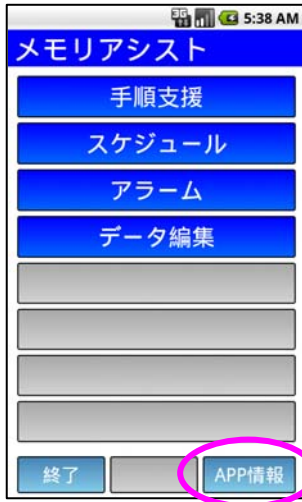 3G 5:38 AM
メモリアシスト
手順支援
スケジュール
アラーム
データ編集
終了 APP情報